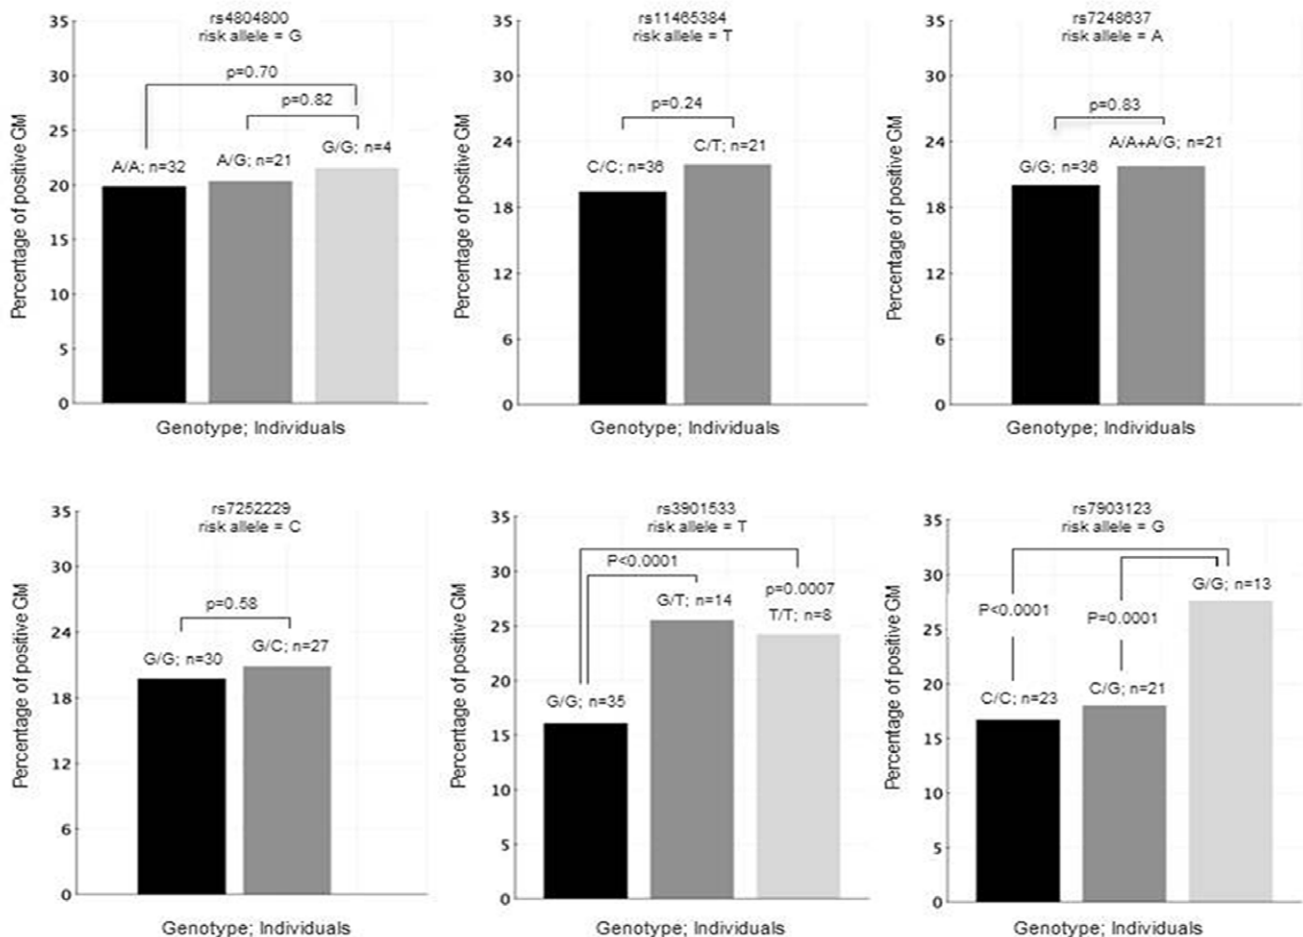 rs4804800
risk allele = G
Percentage of positive GM
35
30
25
20
15
10
5
0
p=0.70
p=0.82
A/A; n=32
A/G; n=21
G/G; n=4
Genotype; Individuals
rs11465384
risk allele = T
Percentage of positive GM
35
30
24
18
12
6
0
p=0.24
C/C; n=36
C/T; n=21
Genotype; Individuals
rs7248637
risk allele = A
Percentage of positive GM
35
30
24
18
12
6
0
p=0.83
G/G; n=36
A/A+A/G; n=21
Genotype; Individuals
rs7252229
risk allele = C
Percentage of positive GM
35
30
24
18
12
6
0
p=0.58
G/G; n=30
G/C; n=27
Genotype; Individuals
rs3901533
risk allele = T
Percentage of positive GM
35
30
25
20
15
10
5
0
P<0.0001
p=0.0007
G/G; n=35
G/T; n=14
T/T; n=8
Genotype; Individuals
rs7903123
risk allele = G
Percentage of positive GM
35
30
25
20
15
10
5
0
P<0.0001
P=0.0001
C/C; n=23
C/G; n=21
G/G; n=13
Genotype; Individuals